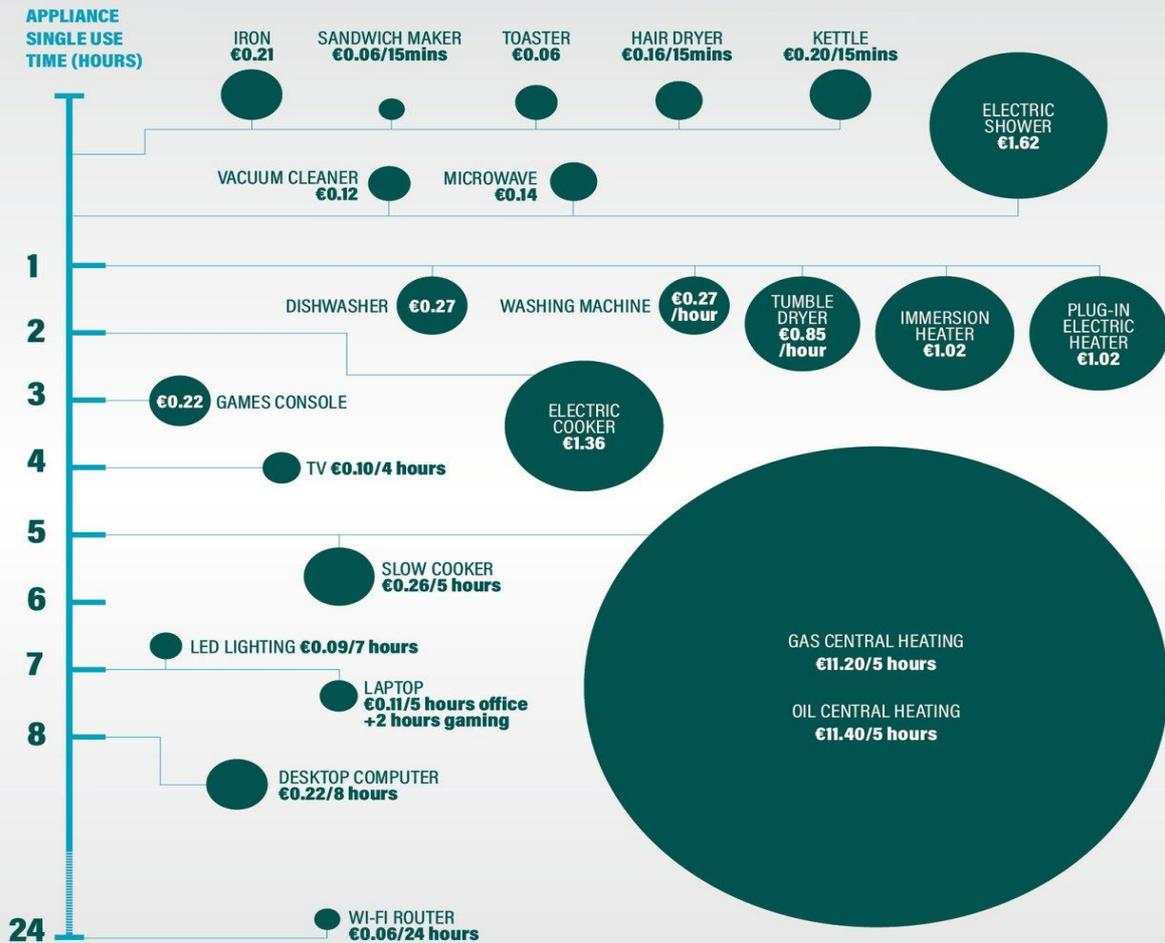 APPLIANCE
SINGLE USE
TIME (HOURS)
IRON
€0.21
SANDWICH MAKER
€0.06/15mins
TOASTER
€0.06
HAIR DRYER
€0.16/15mins
KETTLE
€0.20/15mins
ELECTRIC
SHOWER
€1.62
VACUUM CLEANER
€0.12
MICROWAVE
€0.14
1
DISHWASHER
€0.27
WASHING MACHINE
€0.27
/hour
TUMBLE
DRYER
€0.85
/hour
IMMERSION
HEATER
€1.02
PLUG-IN
ELECTRIC
HEATER
€1.02
2
ELECTRIC
COOKER
€1.36
3
€0.22 GAMES CONSOLE
4
TV €0.10/4 hours
5
SLOW COOKER
€0.26/5 hours
6
GAS CENTRAL HEATING
€11.20/5 hours
OIL CENTRAL HEATING
€11.40/5 hours
7
LED LIGHTING €0.09/7 hours
LAPTOP
€0.11/5 hours office
+2 hours gaming
8
DESKTOP COMPUTER
€0.22/8 hours
24
WI-FI ROUTER
€0.06/24 hours